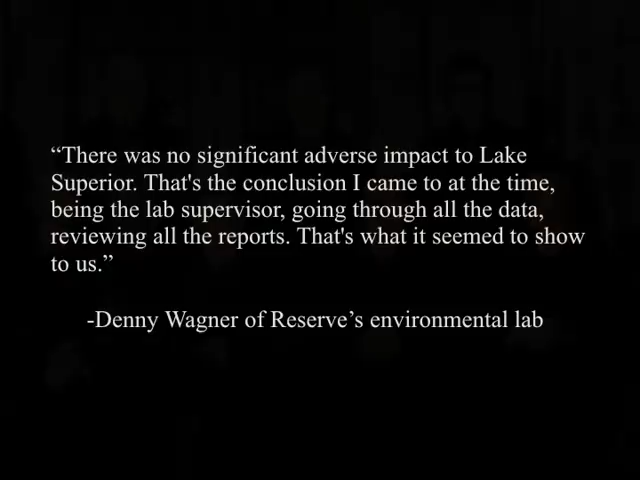 “There was no significant adverse impact to Lake
Superior. That's the conclusion I came to at the time,
being the lab supervisor, going through all the data,
reviewing all the reports. That's what it seemed to show
to us.”
-Denny Wagner of Reserve’s environmental lab